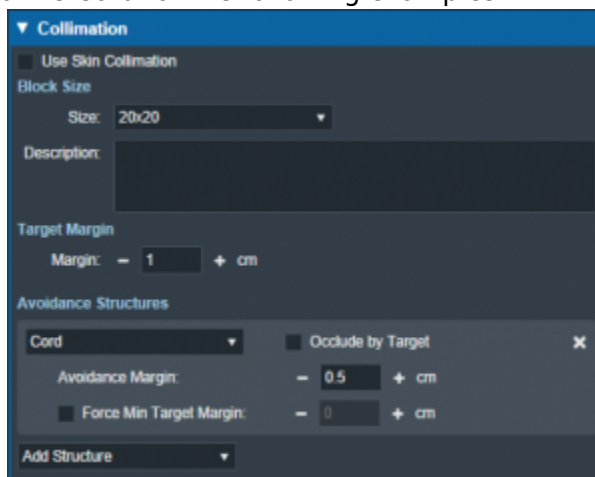 ▼ Collimation
Use Skin Collimation
Block Size
Size: 20x20
Description:
Target Margin
Margin: − 1 + cm
Avoidance Structures
Cord Occlude by Target ✖
Avoidance Margin: − 0.5 + cm
Force Min Target Margin: − 0 + cm
Add Structure